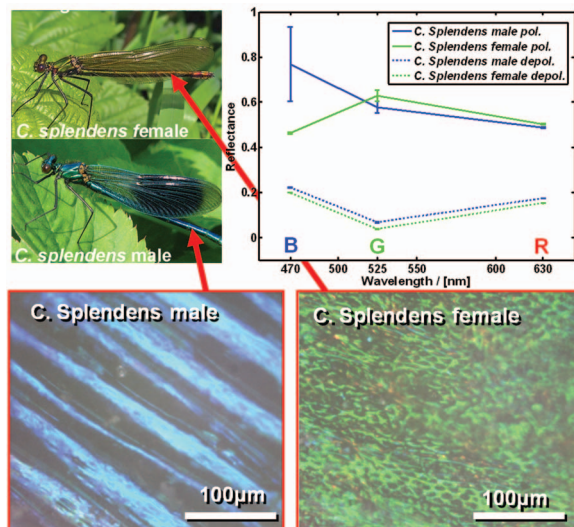 C. splendens female
C. splendens male
1
0.8
0.6
0.4
0.2
0
Reflectance
C. Splendens male pol.
C. Splendens female pol.
C. Splendens male depol.
C. Splendens female depol.
B
G
R
470
500
525
550
600
630
Wavelength / [nm]
C. Splendens male
100µm
C. Splendens female
100µm